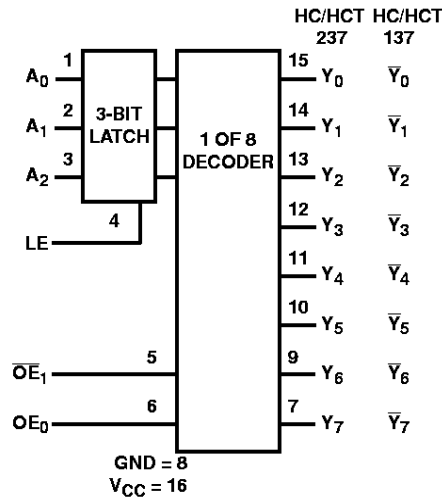 HC/HCT HC/HCT
237 137
1 15
A0 Y0 Y̅0
2 3-BIT LATCH 14
A1 Y1 Y̅1
3 1 OF 8 DECODER 13
A2 Y2 Y̅2
4 12
Y3 Y̅3
LE
11
Y4 Y̅4
10
Y5 Y̅5
5 9
O̅E̅1 Y6 Y̅6
6 7
OE0 Y7 Y̅7
GND = 8
VCC = 16